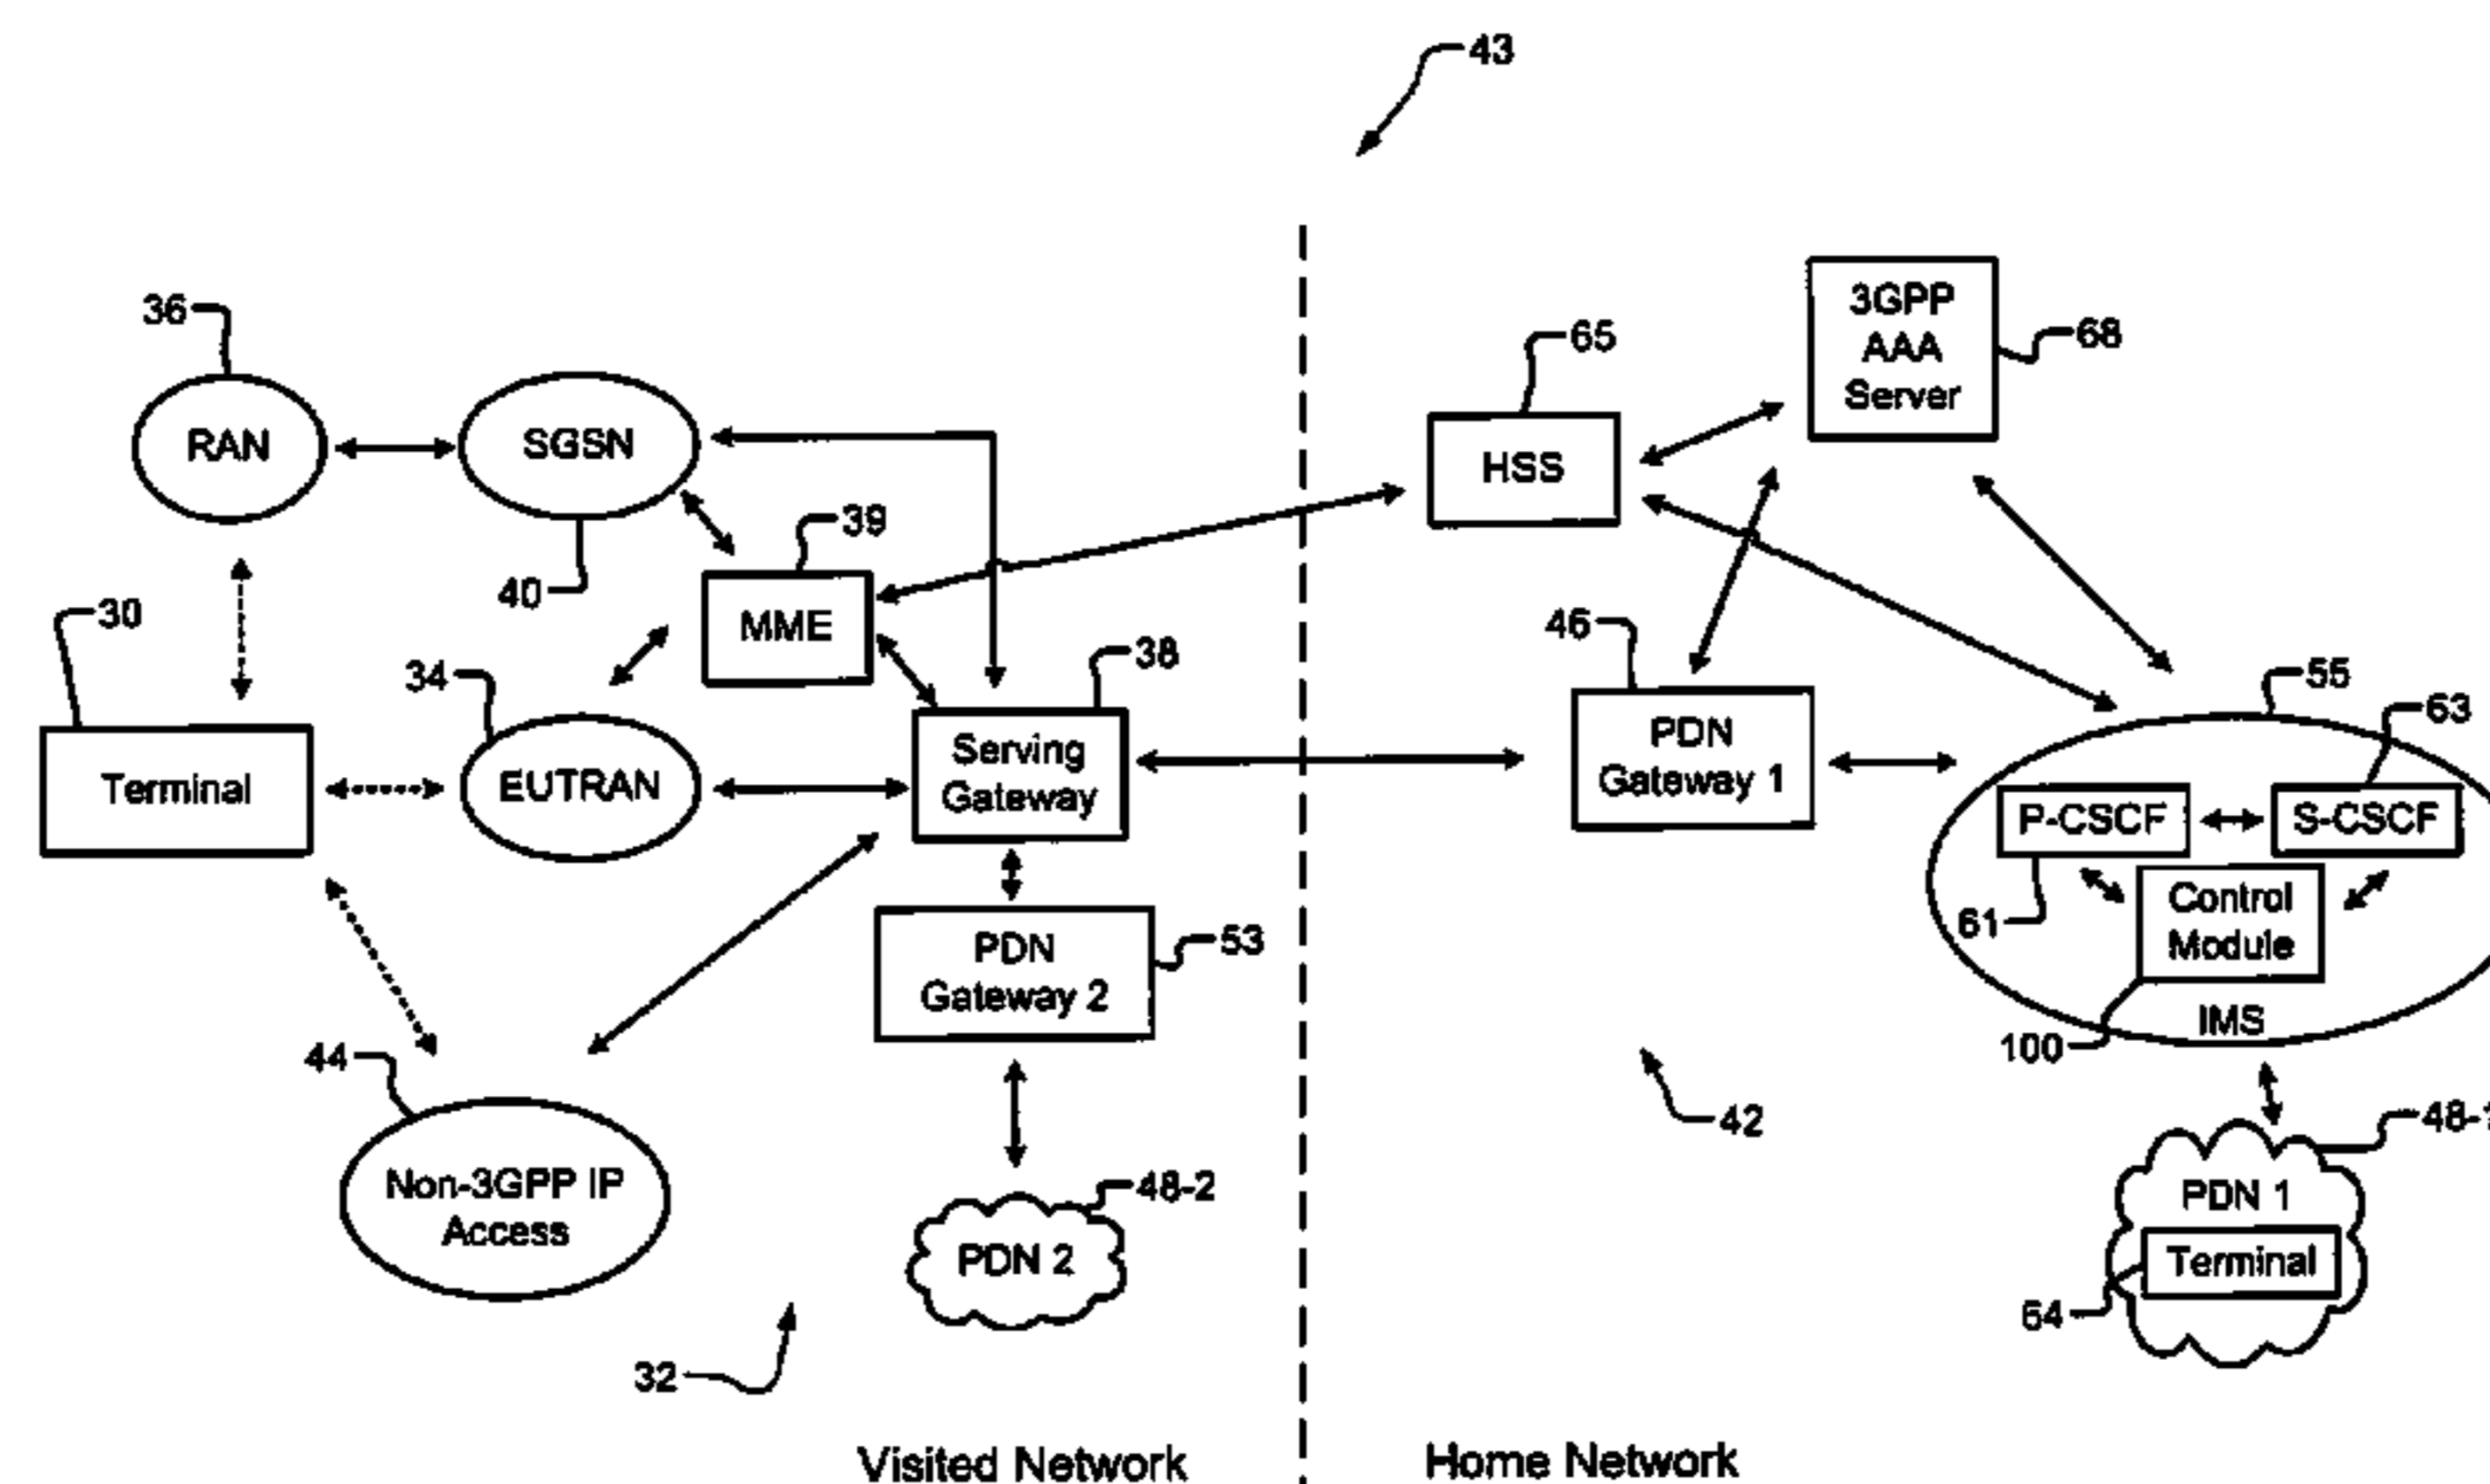 43
36
RAN
SGSN
40
39
MME
65
HSS
3GPP
AAA
Server
68
30
Terminal
34
EUTRAN
38
Serving
Gateway
46
PDN
Gateway 1
55
63
P-CSCF
S-CSCF
61
Control
Module
IMS
100
PDN
Gateway 2
53
44
Non-3GPP IP
Access
48-2
PDN 2
42
PDN 1
Terminal
64
32
Visited Network
Home Network